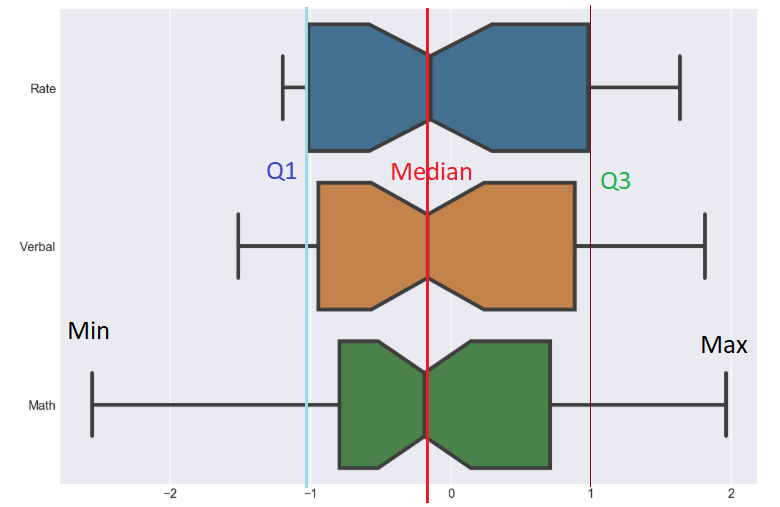 Rate
Q1
Median
Q3
Verbal
Min
Max
Math
−2
−1
0
1
2